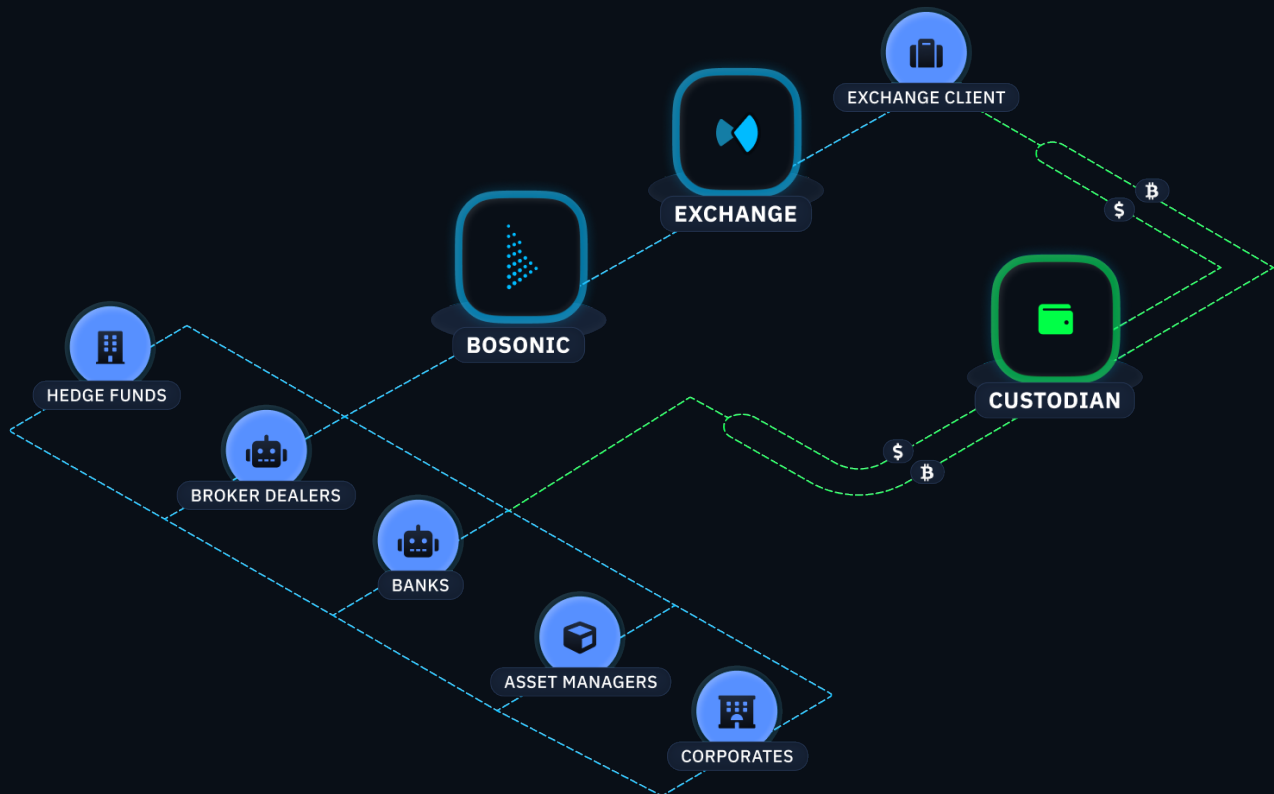 EXCHANGE CLIENT
₿
$
EXCHANGE
BOSONIC
HEDGE FUNDS
CUSTODIAN
$
₿
BROKER DEALERS
BANKS
ASSET MANAGERS
CORPORATES